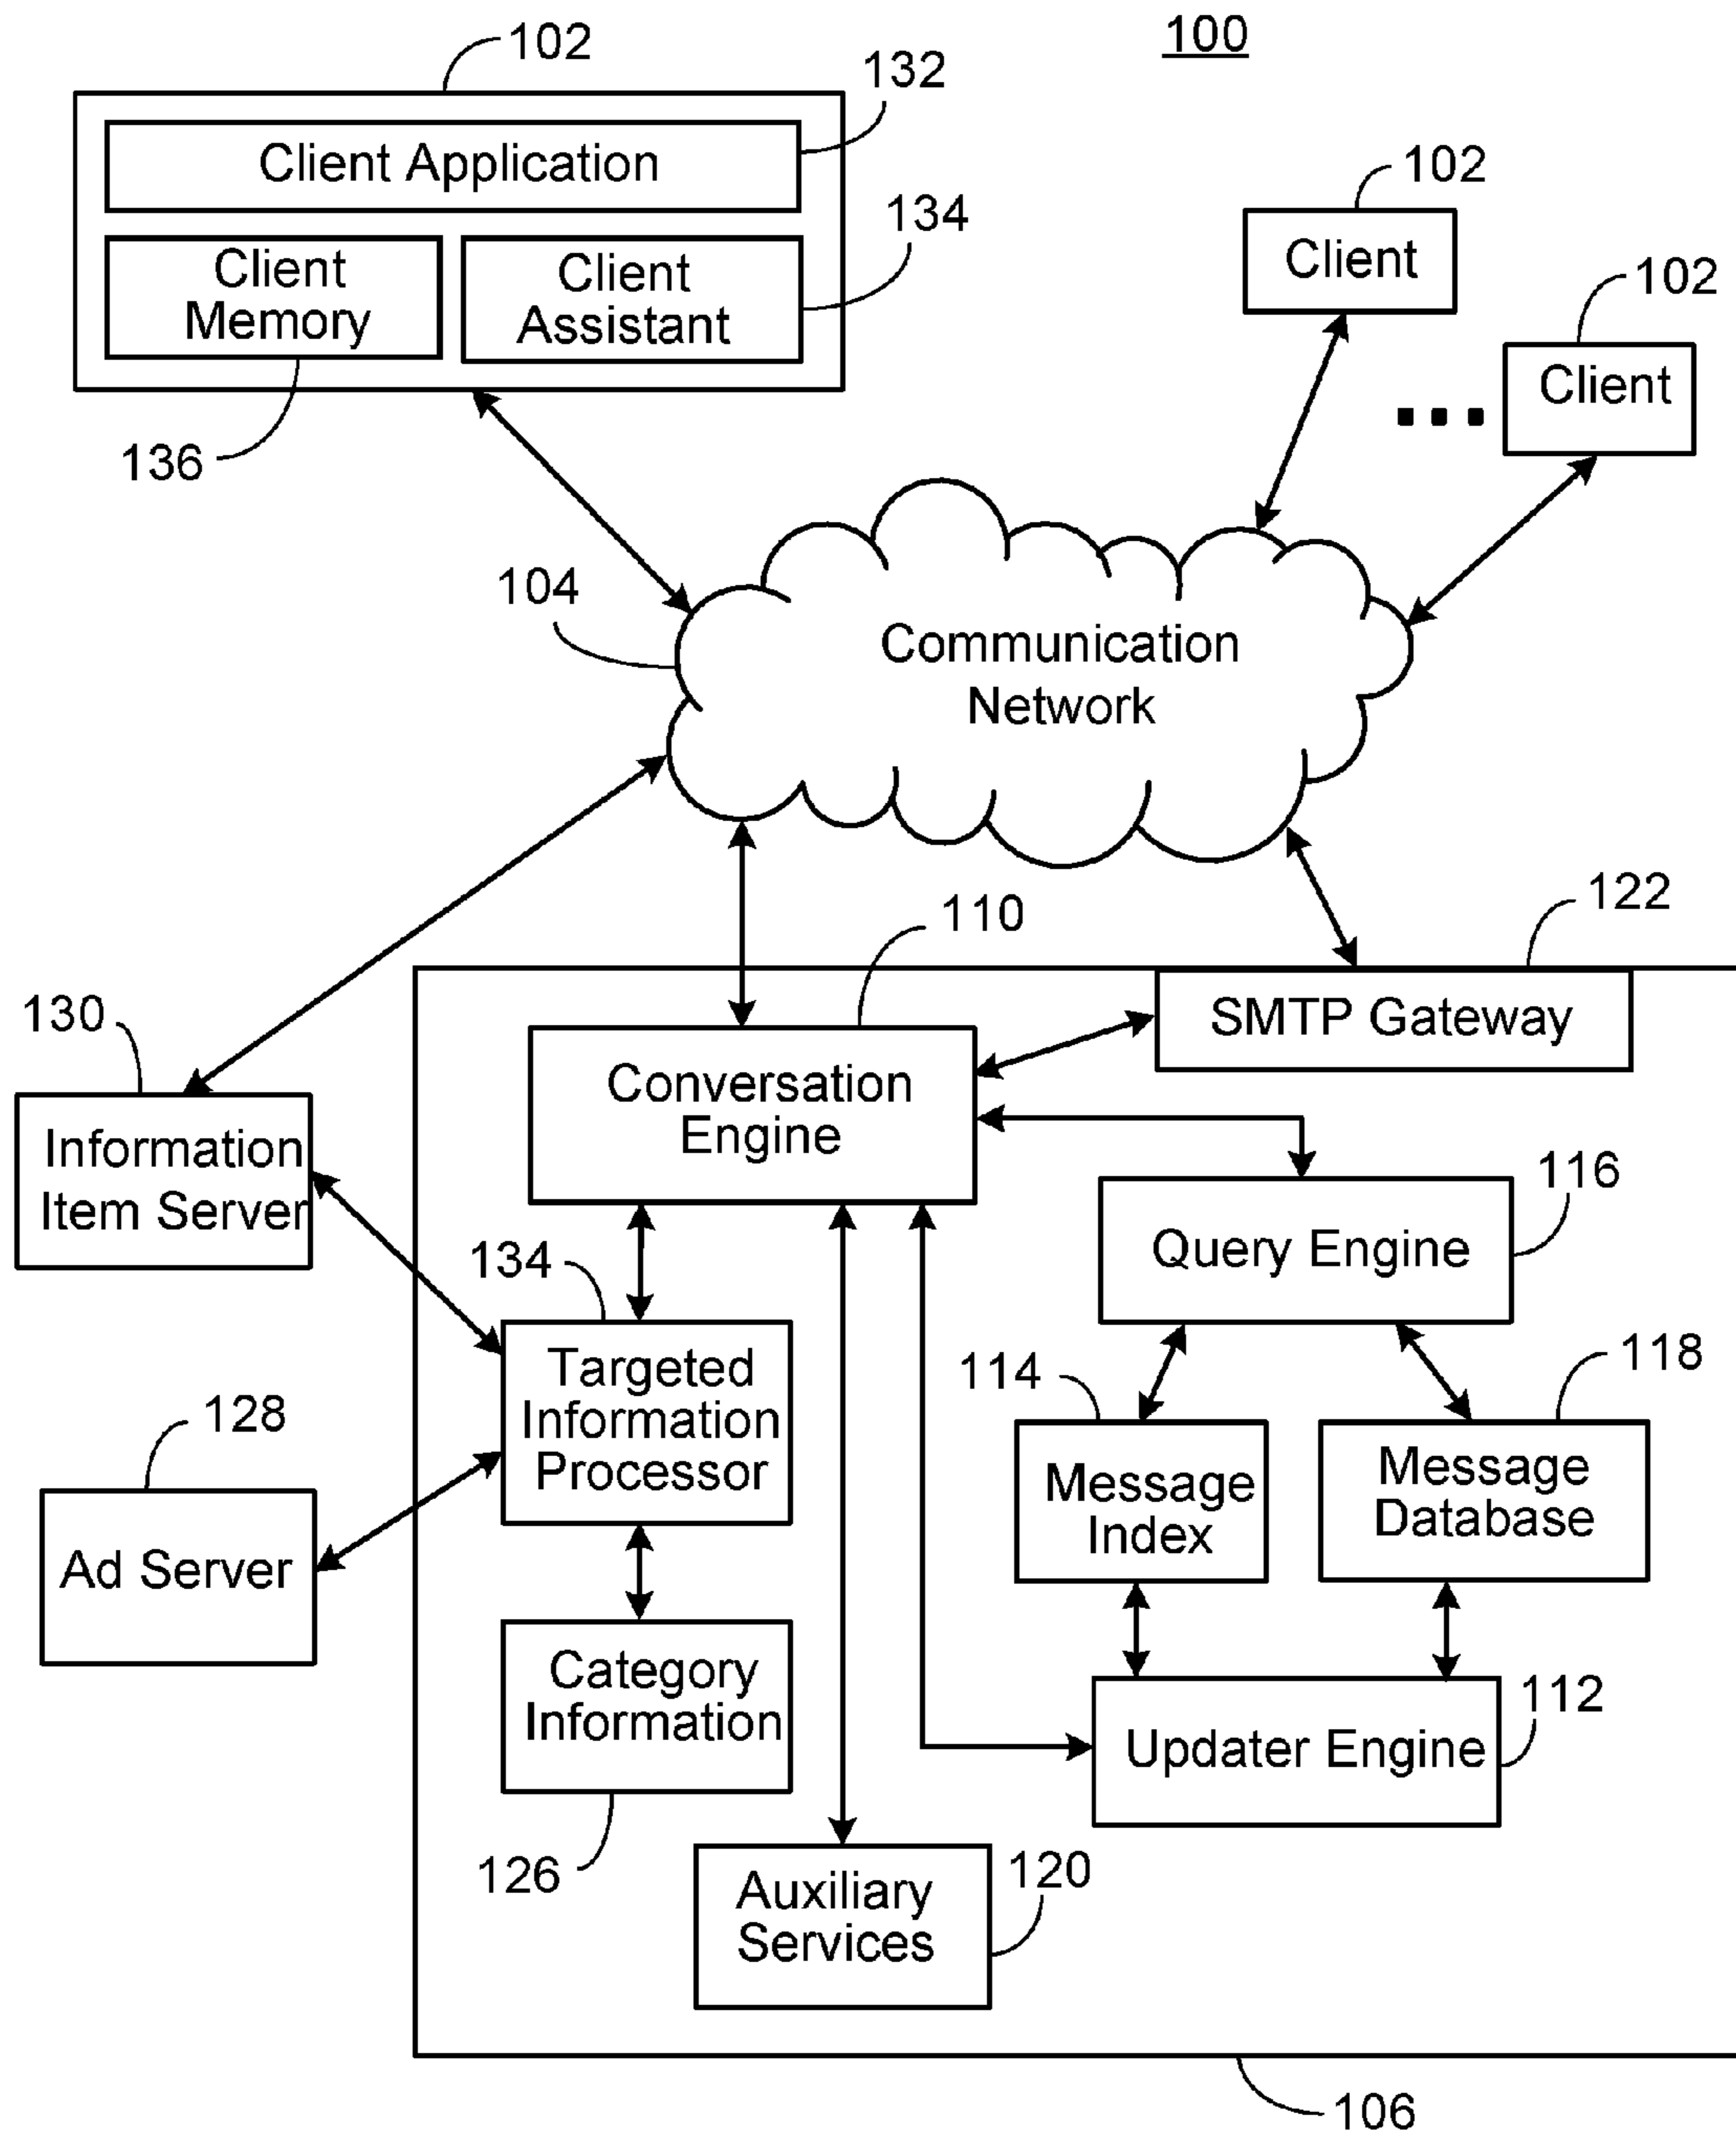 100
102
132
Client Application
134
Client
Memory
Client
Assistant
136
102
Client
102
Client
104
Communication
Network
110
122
SMTP Gateway
130
Information
Item Server
Conversation
Engine
116
Query Engine
134
Targeted
Information
Processor
114
118
Message
Index
Message
Database
128
Ad Server
Category
Information
112
Updater Engine
126
Auxiliary
Services
120
106